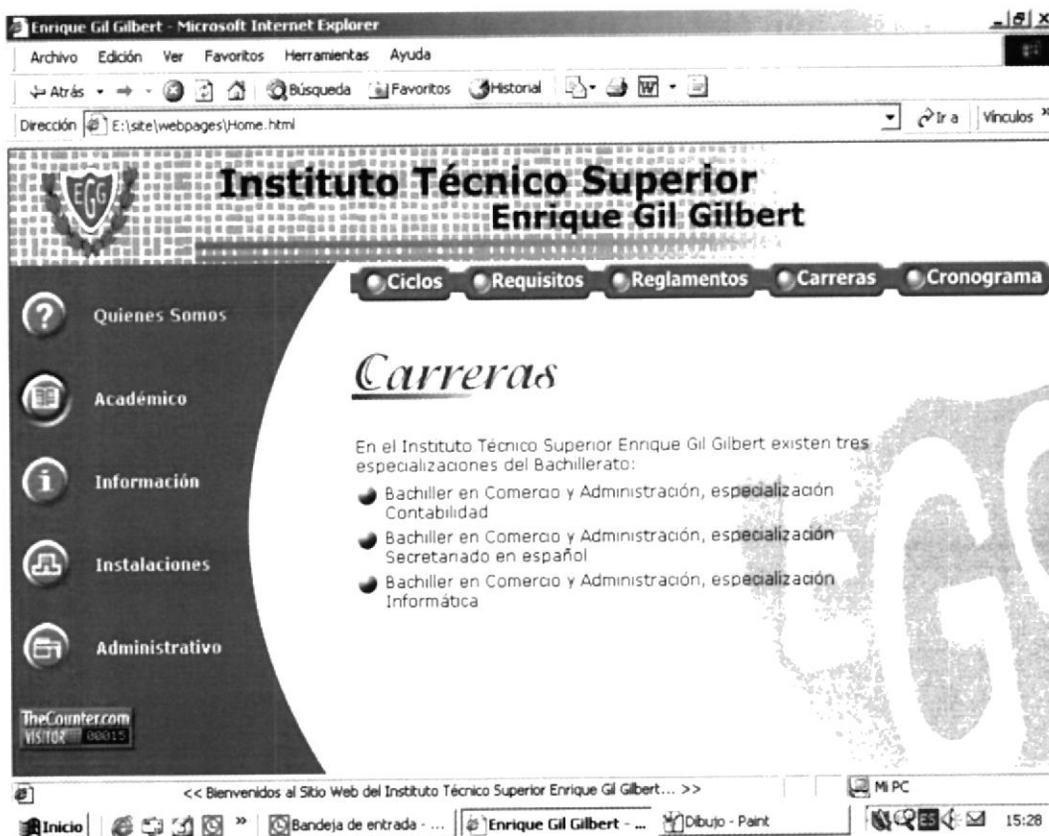 Enrique Gil Gilbert - Microsoft Internet Explorer
Archivo Edición Ver Favoritos Herramientas Ayuda
Atrás Búsqueda Favoritos Historial
Dirección E:\site\webpages\Home.html Ir a Vínculos »
EGG
Instituto Técnico Superior
Enrique Gil Gilbert
Ciclos Requisitos Reglamentos Carreras Cronograma
Quienes Somos
Académico
Información
Instalaciones
Administrativo
TheCounter.com
VISITOR 00015
Carreras
En el Instituto Técnico Superior Enrique Gil Gilbert existen tres
especializaciones del Bachillerato:
Bachiller en Comercio y Administración, especialización
Contabilidad
Bachiller en Comercio y Administración, especialización
Secretariado en español
Bachiller en Comercio y Administración, especialización
Informática
EGG
<< Bienvenidos al Sitio Web del Instituto Técnico Superior Enrique Gil Gilbert... >> Mi PC
Inicio » Bandeja de entrada - ... Enrique Gil Gilbert - ... Dibujo - Paint ES 15:28